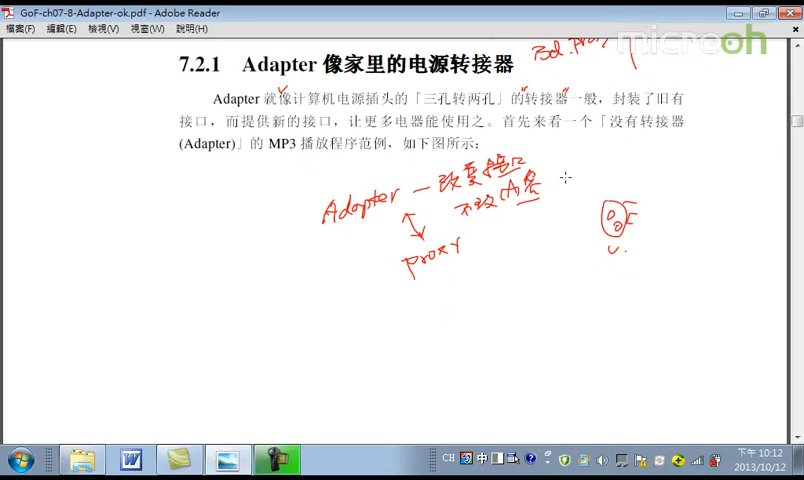 GoF-ch07-8-Adapter-ok.pdf - Adobe Reader
檔案(F) 編輯(E) 檢視(V) 視窗(W) 說明(H)
microoh
7.2.1 Adapter 像家里的电源转接器
Adapter 就像计算机电源插头的「三孔转两孔」的转接器一般，封装了旧有
接口，而提供新的接口，让更多电器能使用之。首先来看一个「没有转接器
(Adapter)」的 MP3 播放程序范例，如下图所示：
Adapter — 改变接口
不改内容
Proxy
CH 中
下午 10:12
2013/10/12